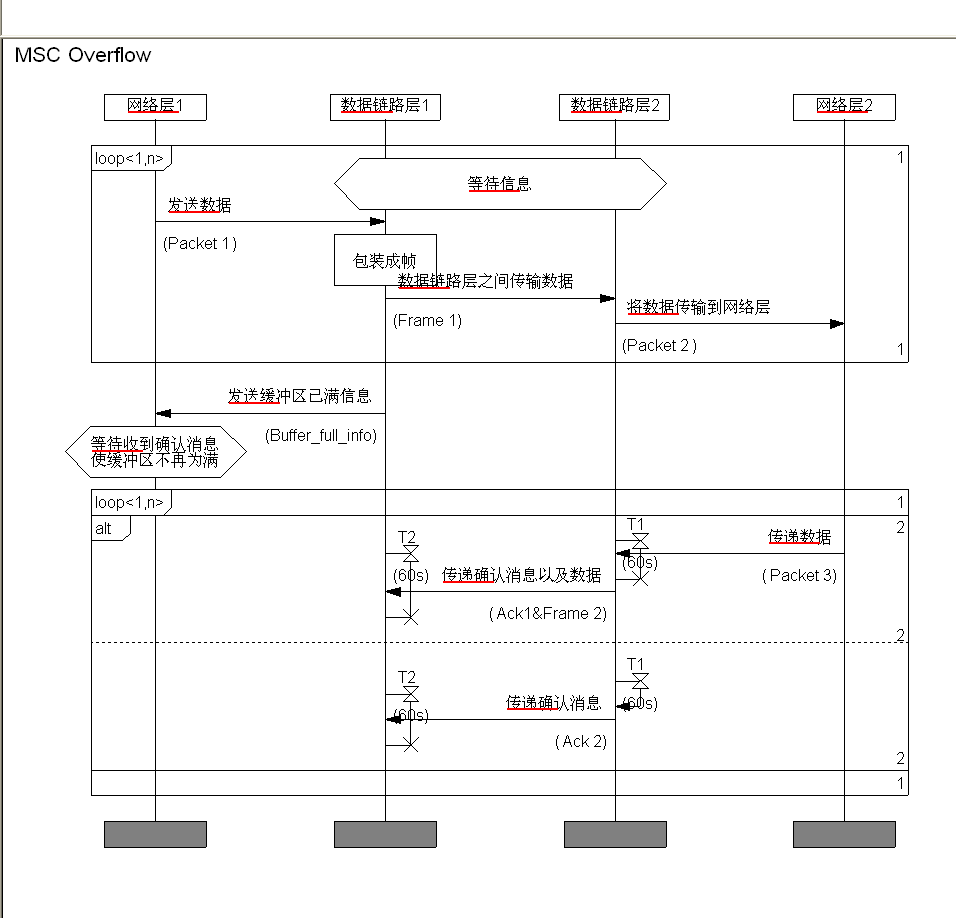 MSC Overflow
网络层1
数据链路层1
数据链路层2
网络层2
loop<1,n>
1
等待信息
发送数据
(Packet 1)
包装成帧
数据链路层之间传输数据
(Frame 1)
将数据传输到网络层
(Packet 2)
1
发送缓冲区已满信息
(Buffer_full_info)
等待收到确认消息
使缓冲区不再为满
loop<1,n>
1
alt
2
T1
(60s)
传递数据
(Packet 3)
T2
(60s)
传递确认消息以及数据
(Ack1&Frame 2)
2
T1
(60s)
T2
(60s)
传递确认消息
(Ack 2)
2
1